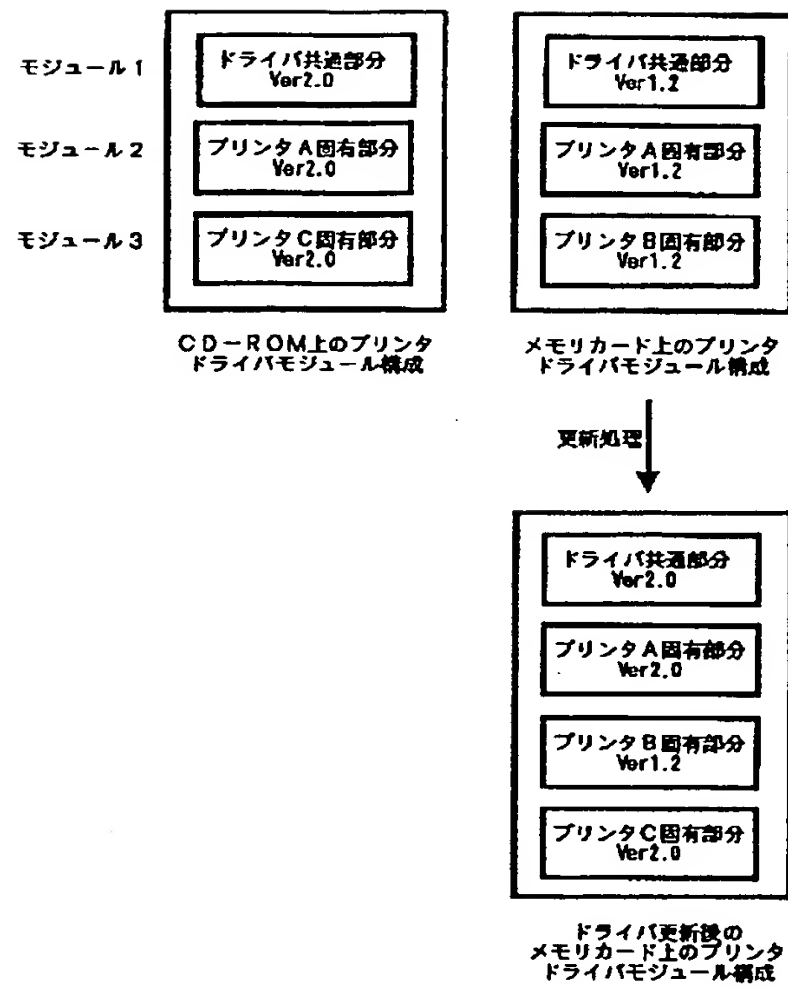 モジュール1
ドライバ共通部分
Ver2.0
モジュール2
プリンタA固有部分
Ver2.0
モジュール3
プリンタC固有部分
Ver2.0
CD-ROM上のプリンタ
ドライバモジュール構成
ドライバ共通部分
Ver1.2
プリンタA固有部分
Ver1.2
プリンタB固有部分
Ver1.2
メモリカード上のプリンタ
ドライバモジュール構成
更新処理
ドライバ共通部分
Ver2.0
プリンタA固有部分
Ver2.0
プリンタB固有部分
Ver1.2
プリンタC固有部分
Ver2.0
ドライバ更新後の
メモリカード上のプリンタ
ドライバモジュール構成